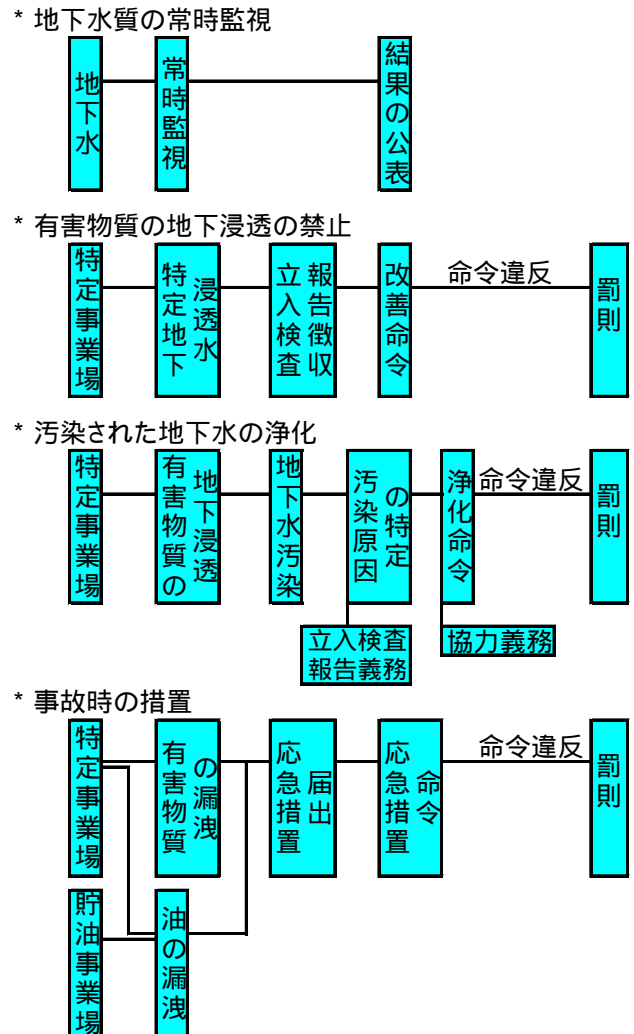 * 地下水質の常時監視
地下水
常時監視
結果の公表
* 有害物質の地下浸透の禁止
特定事業場
特定地下
浸透水
立入検査
報告徴収
改善命令
命令違反
罰則
* 汚染された地下水の浄化
特定事業場
有害物質の
地下浸透
地下水汚染
汚染原因
の特定
浄化命令
命令違反
罰則
立入検査
報告義務
協力義務
* 事故時の措置
特定事業場
有害物質
の漏洩
応急措置
届出
応急措置
命令
命令違反
罰則
貯油事業場
油の漏洩